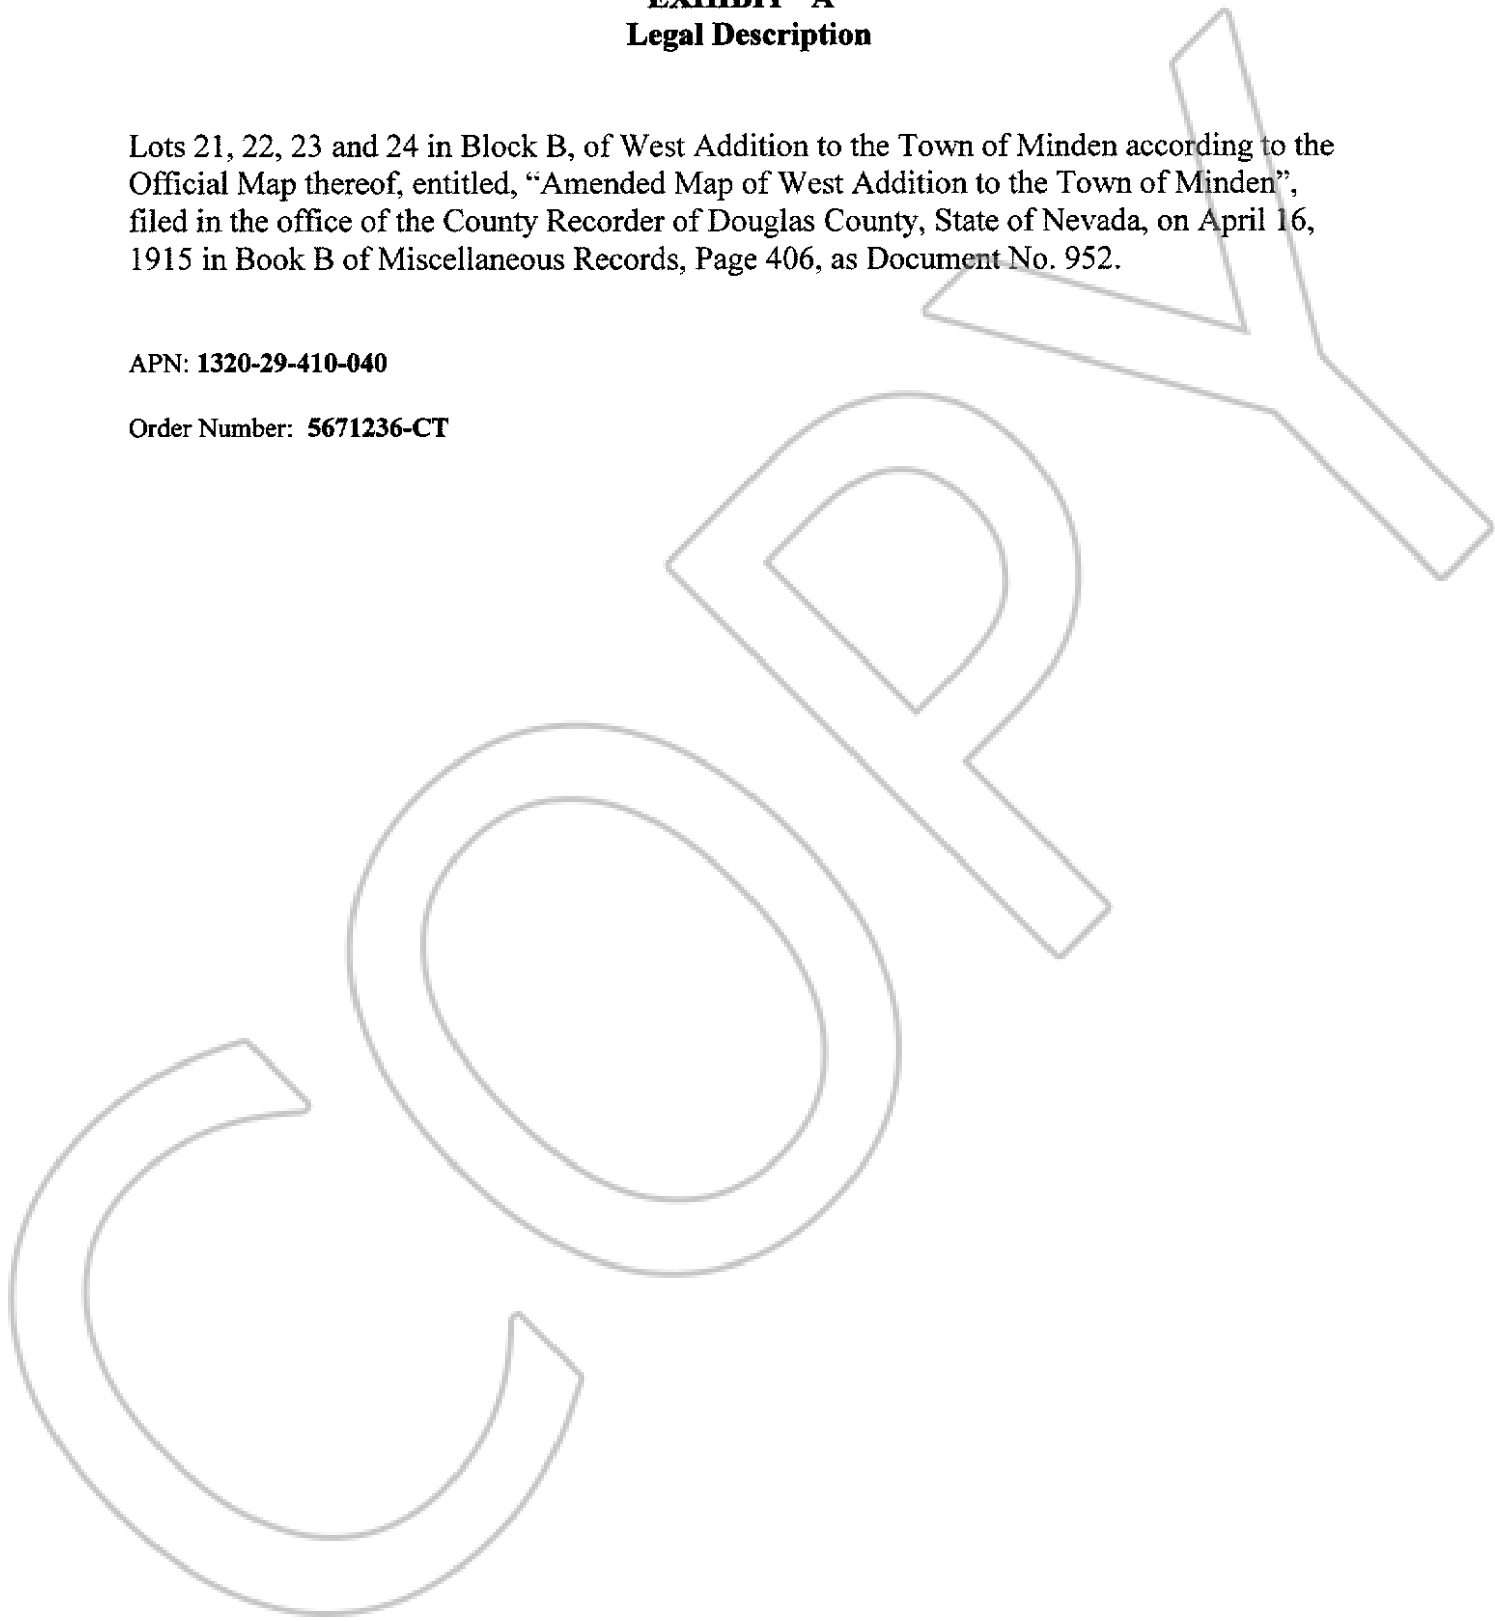 EXHIBIT "A"
Legal Description
Lots 21, 22, 23 and 24 in Block B, of West Addition to the Town of Minden according to the
Official Map thereof, entitled, “Amended Map of West Addition to the Town of Minden”,
filed in the office of the County Recorder of Douglas County, State of Nevada, on April 16,
1915 in Book B of Miscellaneous Records, Page 406, as Document No. 952.
APN: 1320-29-410-040
Order Number: 5671236-CT
COPY